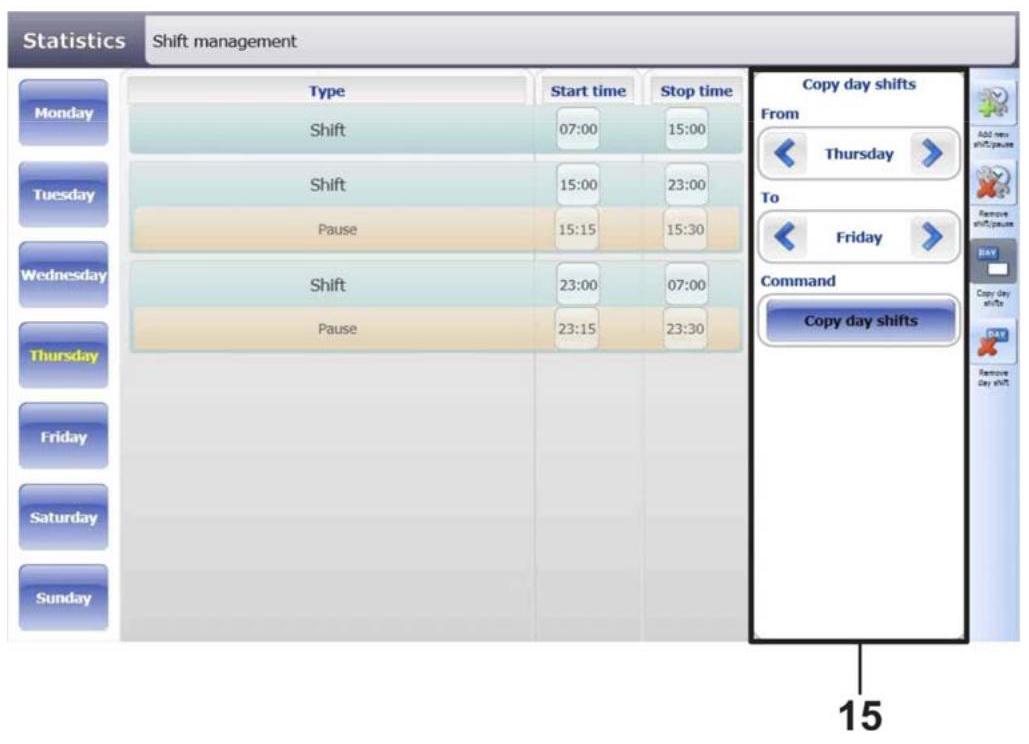 Statistics Shift management
Monday
Tuesday
Wednesday
Thursday
Friday
Saturday
Sunday
Type Start time Stop time
Shift 07:00 15:00
Shift 15:00 23:00
Pause 15:15 15:30
Shift 23:00 07:00
Pause 23:15 23:30
Copy day shifts
From
Thursday
To
Friday
Command
Copy day shifts
Add new
shift/pause
Remove
shift/pause
DAY
Copy day
shifts
DAY
Remove
day shift
15